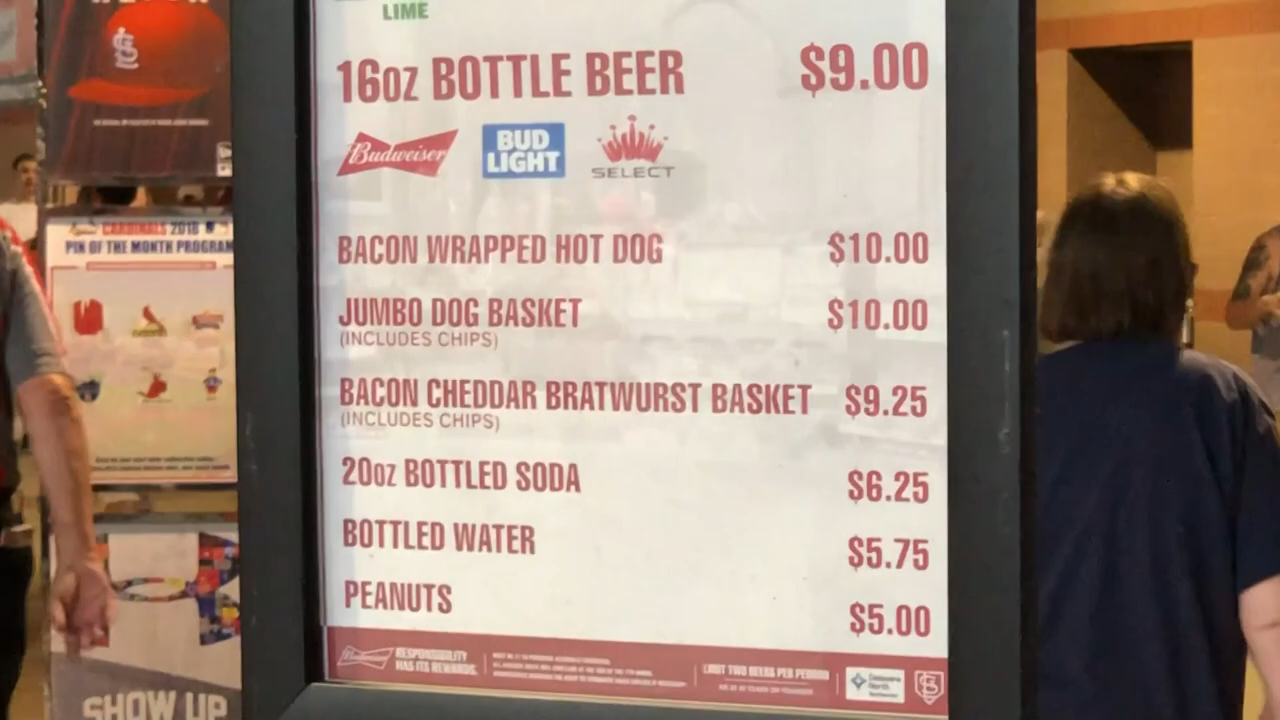 LIME
16oz BOTTLE BEER $9.00
Budweiser BUD LIGHT SELECT
BACON WRAPPED HOT DOG $10.00
JUMBO DOG BASKET $10.00
(INCLUDES CHIPS)
BACON CHEDDAR BRATWURST BASKET $9.25
(INCLUDES CHIPS)
20oz BOTTLED SODA $6.25
BOTTLED WATER $5.75
PEANUTS $5.00
Budweiser RESPONSIBILITY
HAS ITS REWARDS.
LIMIT TWO BEERS PER PERSON
Delaware
North
CARDINALS 2018
PIN OF THE MONTH PROGRAM
SHOW UP